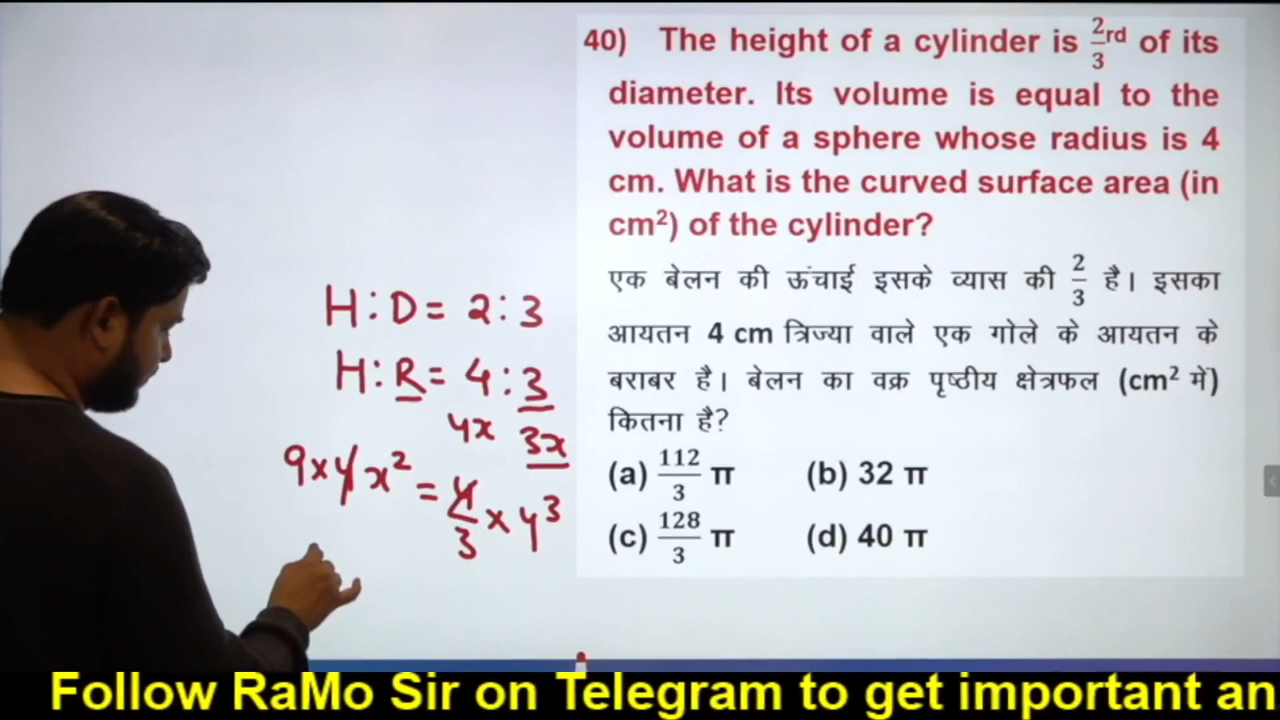 40) The height of a cylinder is 2/3 rd of its
diameter. Its volume is equal to the
volume of a sphere whose radius is 4
cm. What is the curved surface area (in
cm²) of the cylinder?
एक बेलन की ऊंचाई इसके व्यास की 2/3 है। इसका
आयतन 4 cm त्रिज्या वाले एक गोले के आयतन के
बराबर है। बेलन का वक्र पृष्ठीय क्षेत्रफल (cm² में)
कितना है?
(a) 112/3 π (b) 32 π
(c) 128/3 π (d) 40 π
H:D= 2:3
H:R= 4:3
4x 3x
9×4x² = 4/3 × 4³
Follow RaMo Sir on Telegram to get important an